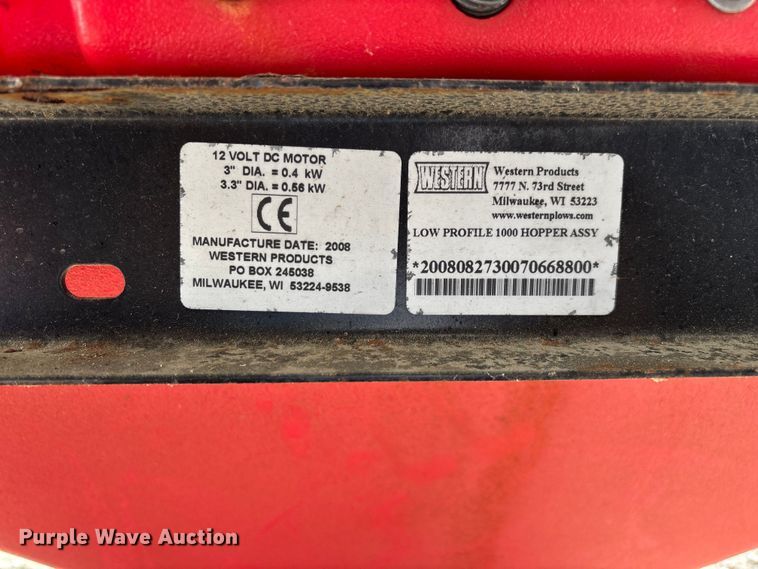 12 VOLT DC MOTOR
3" DIA. = 0.4 kW
3.3" DIA. = 0.56 kW
CE
MANUFACTURE DATE: 2008
WESTERN PRODUCTS
PO BOX 245038
MILWAUKEE, WI 53224-9538
WESTERN
Western Products
7777 N. 73rd Street
Milwaukee, WI 53223
www.westernplows.com
LOW PROFILE 1000 HOPPER ASSY
*2008082730070668800*
Purple Wave Auction